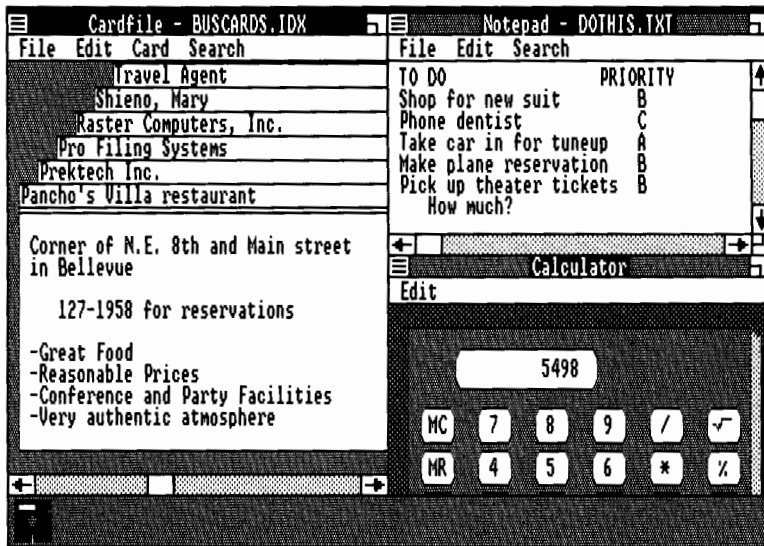 Cardfile - BUSCARDS.IDX
File Edit Card Search
Travel Agent
Shieno, Mary
Raster Computers, Inc.
Pro Filing Systems
Prektech Inc.
Pancho's Villa restaurant
Corner of N.E. 8th and Main street
in Bellevue
127-1958 for reservations
-Great Food
-Reasonable Prices
-Conference and Party Facilities
-Very authentic atmosphere
Notepad - DOTHIS.TXT
File Edit Search
TO DO PRIORITY
Shop for new suit B
Phone dentist C
Take car in for tuneup A
Make plane reservation B
Pick up theater tickets B
How much?
Calculator
Edit
5498
MC 7 8 9 / √
MR 4 5 6 * %